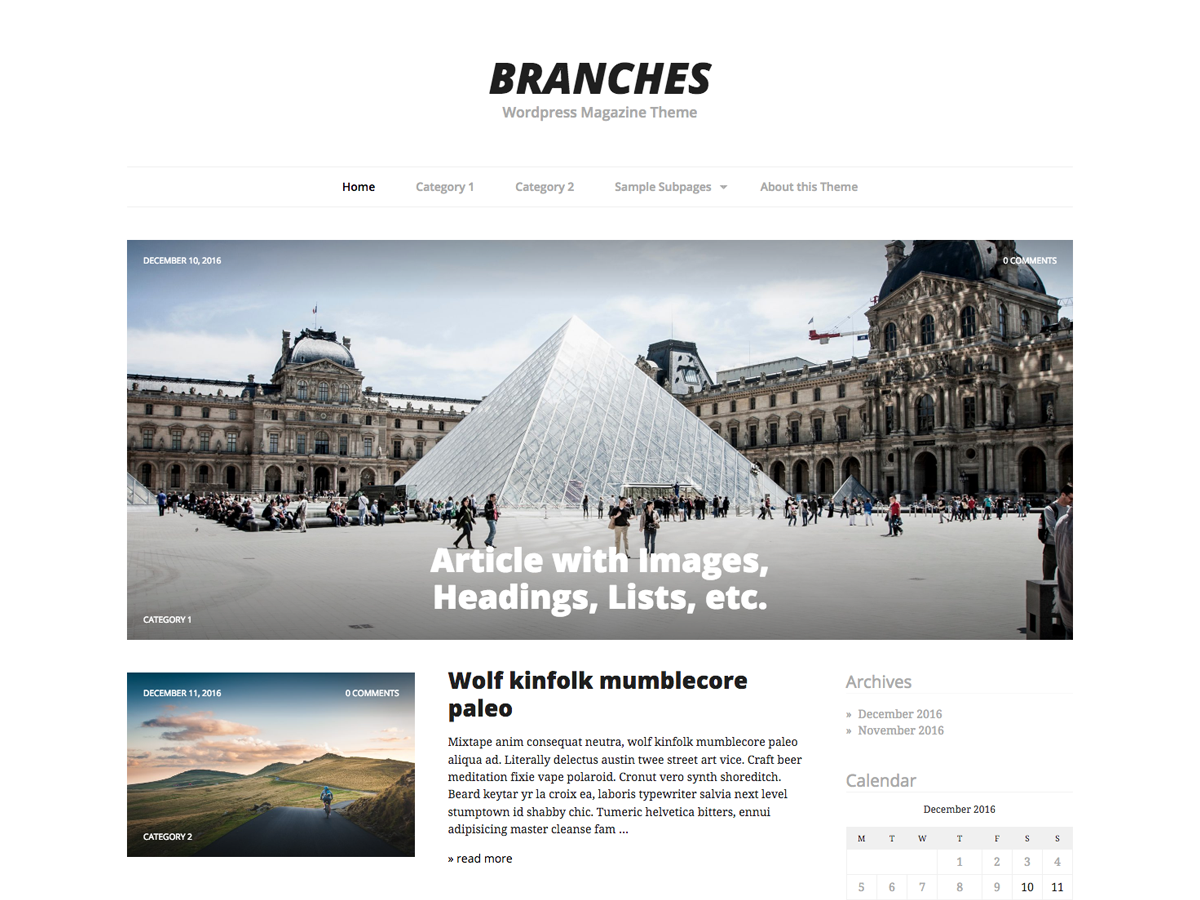 BRANCHES
Wordpress Magazine Theme
Home Category 1 Category 2 Sample Subpages About this Theme
DECEMBER 10, 2016 0 COMMENTS
Article with Images,
Headings, Lists, etc.
CATEGORY 1
DECEMBER 11, 2016 0 COMMENTS
CATEGORY 2
Wolf kinfolk mumblecore
paleo
Mixtape anim consequat neutra, wolf kinfolk mumblecore paleo
aliqua ad. Literally delectus austin twee street art vice. Craft beer
meditation fixie vape polaroid. Cronut vero synth shoreditch.
Beard keytar yr la croix ea, laboris typewriter salvia next level
stumptown id shabby chic. Tumeric helvetica bitters, ennui
adipisicing master cleanse fam ...
» read more
Archives
» December 2016
» November 2016
Calendar
December 2016
M T W T F S S
1 2 3 4
5 6 7 8 9 10 11